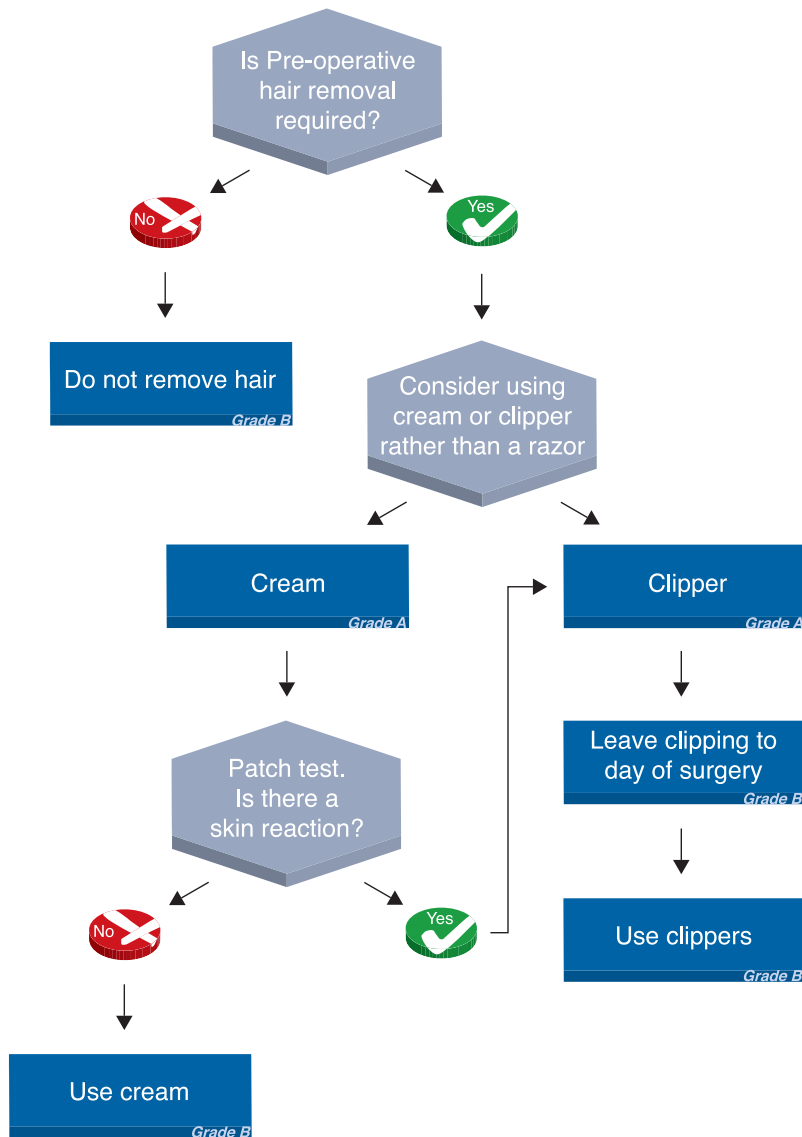 Is Pre-operative
hair removal
required?
No
Yes
Do not remove hair
Grade B
Consider using
cream or clipper
rather than a razor
Cream
Grade A
Clipper
Grade A
Patch test.
Is there a
skin reaction?
Leave clipping to
day of surgery
Grade B
No
Yes
Use clippers
Grade B
Use cream
Grade B